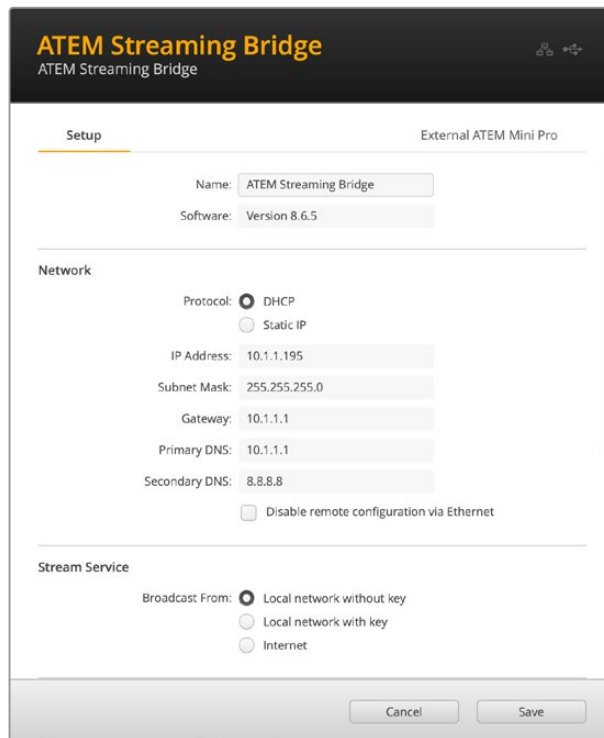 ATEM Streaming Bridge
ATEM Streaming Bridge
Setup External ATEM Mini Pro
Name: ATEM Streaming Bridge
Software: Version 8.6.5
Network
Protocol: DHCP
Static IP
IP Address: 10.1.1.195
Subnet Mask: 255.255.255.0
Gateway: 10.1.1.1
Primary DNS: 10.1.1.1
Secondary DNS: 8.8.8.8
Disable remote configuration via Ethernet
Stream Service
Broadcast From: Local network without key
Local network with key
Internet
Cancel Save